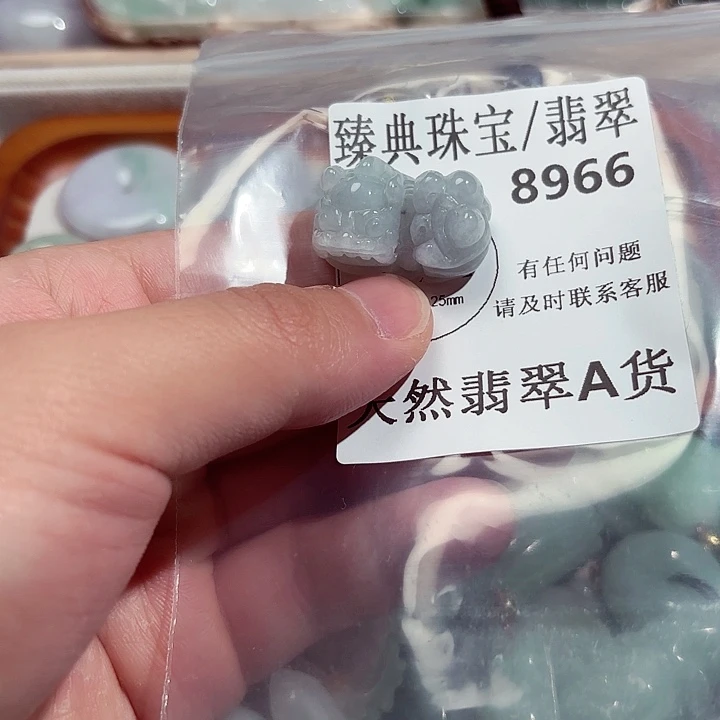 臻典珠宝/翡翠
8966
有任何问题
25mm
请及时联系客服
天然翡翠A货